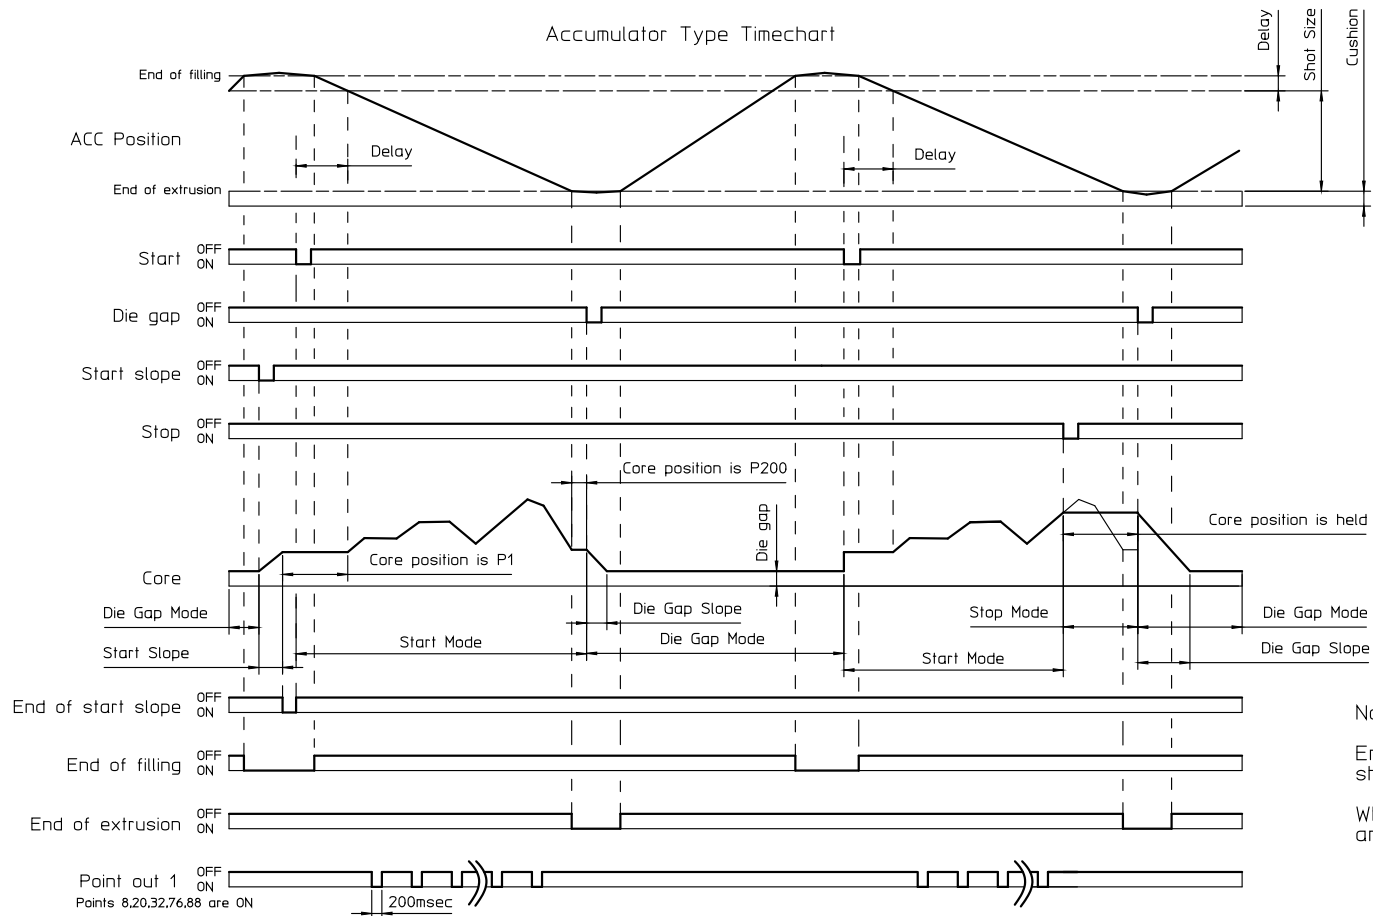 Accumulator Type Timechart
Delay
Shot Size
Cushion
End of filling
ACC Position
Delay
Delay
End of extrusion
Start OFF
ON
Die gap OFF
ON
Start slope OFF
ON
Stop OFF
ON
Core position is P200
Die gap
Core position is held
Core position is P1
Core
Die Gap Mode
Die Gap Slope
Stop Mode
Die Gap Mode
Start Slope
Start Mode
Die Gap Mode
Start Mode
Die Gap Slope
End of start slope OFF
ON
End of filling OFF
ON
End of extrusion OFF
ON
Point out 1 OFF
ON
Points 8,20,32,76,88 are ON
200msec